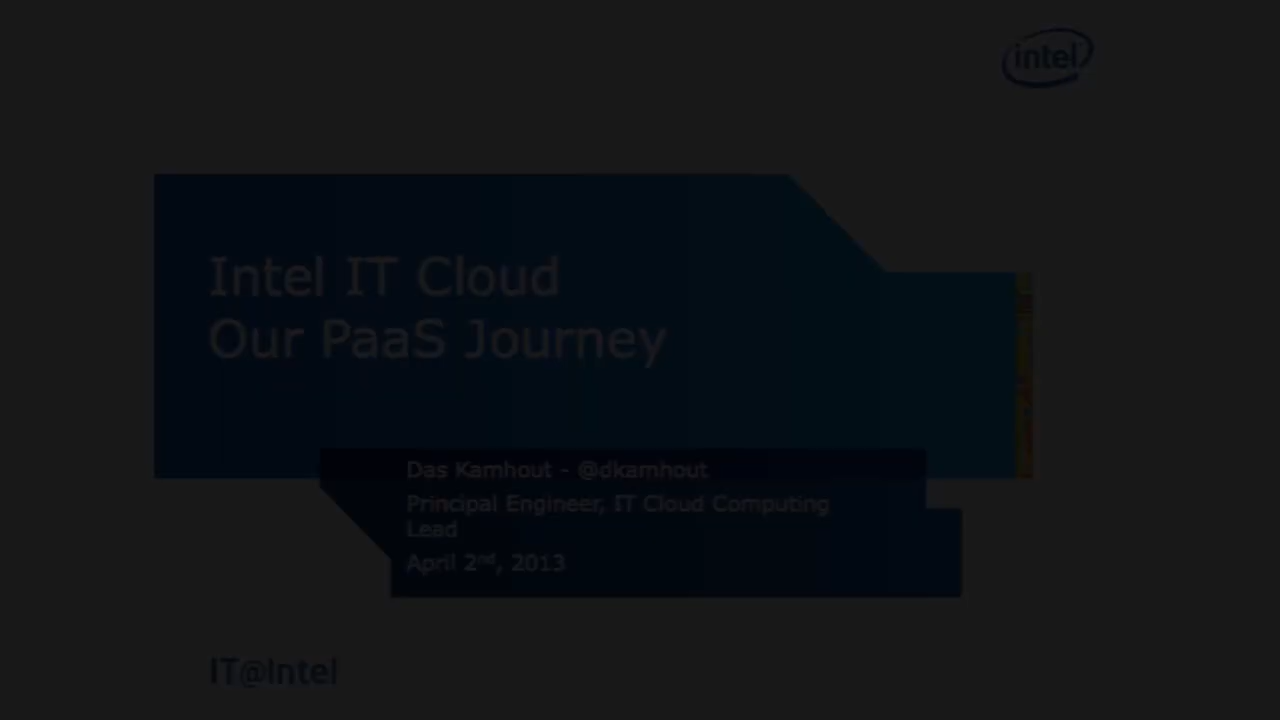 intel
Intel IT Cloud
Our PaaS Journey
Das Kamhout - @dkamhout
Principal Engineer, IT Cloud Computing
Lead
April 2nd, 2013
IT@Intel